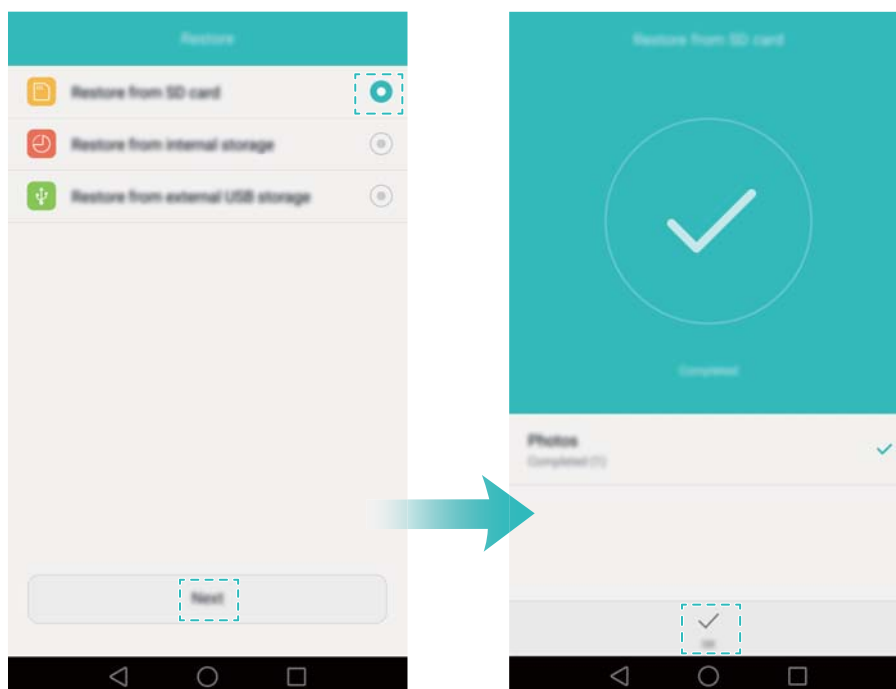 Restore
Restore from SD card
Restore from internal storage
Restore from external USB storage
Next
Restore from SD card
Completed
Photos
Completed (1)